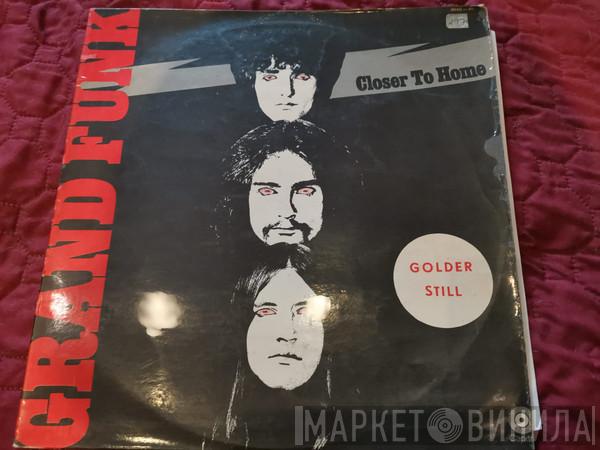 GRAND FUNK
Closer To Home
GOLDER
STILL
МАРКЕТ ВИНИЛА